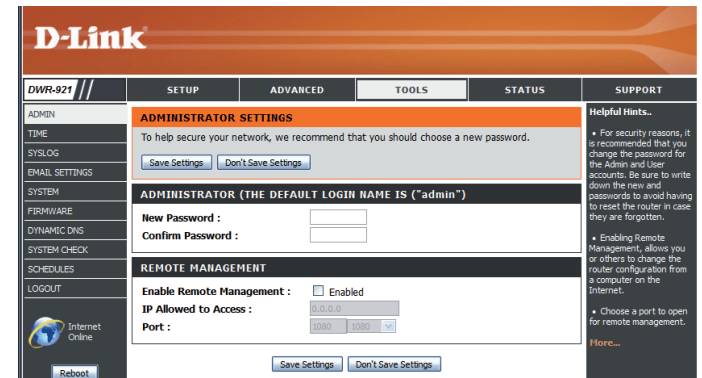 D-Link
DWR-921
SETUP
ADVANCED
TOOLS
STATUS
SUPPORT
ADMIN
TIME
SYSLOG
EMAIL SETTINGS
SYSTEM
FIRMWARE
DYNAMIC DNS
SYSTEM CHECK
SCHEDULES
LOGOUT
Internet
Online
Reboot
ADMINISTRATOR SETTINGS
To help secure your network, we recommend that you should choose a new password.
Save Settings Don't Save Settings
ADMINISTRATOR (THE DEFAULT LOGIN NAME IS ("admin")
New Password :
Confirm Password :
REMOTE MANAGEMENT
Enable Remote Management : Enabled
IP Allowed to Access : 0.0.0.0
Port : 1080 1080
Save Settings Don't Save Settings
Helpful Hints..
• For security reasons, it
is recommended that you
change the password for
the Admin and User
accounts. Be sure to write
down the new and
passwords to avoid having
to reset the router in case
they are forgotten.
• Enabling Remote
Management, allows you
or others to change the
router configuration from
a computer on the
Internet.
• Choose a port to open
for remote management.
More...